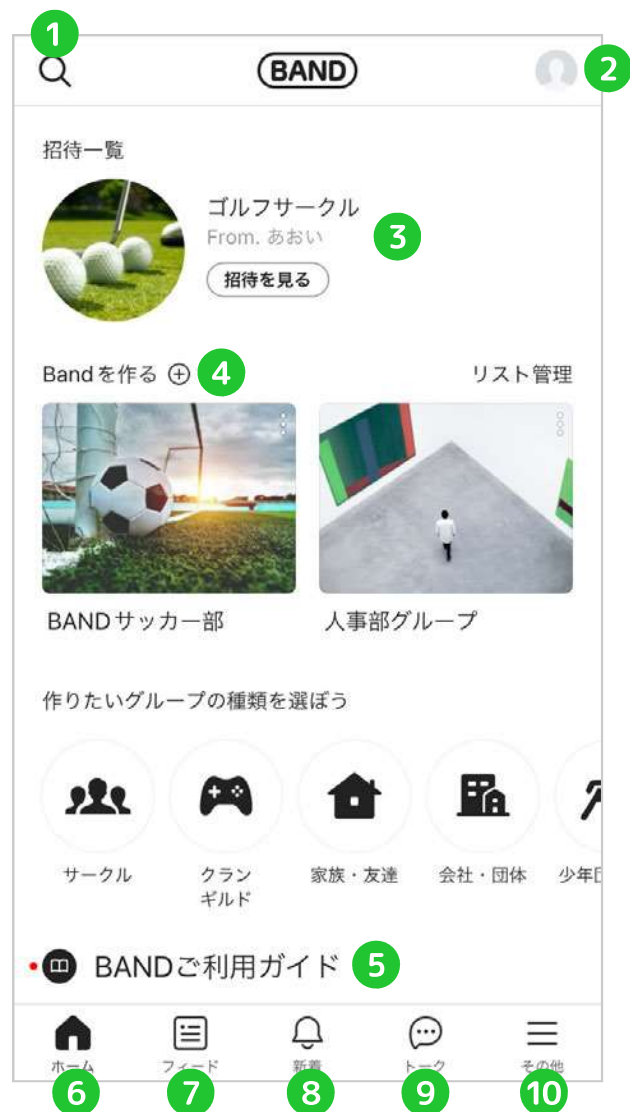 1
BAND
2
招待一覧
ゴルフサークル
From. あおい
3
招待を見る
Bandを作る
4
リスト管理
BANDサッカー部
人事部グループ
作りたいグループの種類を選ぼう
サークル
クラン
ギルド
家族・友達
会社・団体
少年団
BANDご利用ガイド
5
ホーム
フィード
新着
トーク
その他
6
7
8
9
10